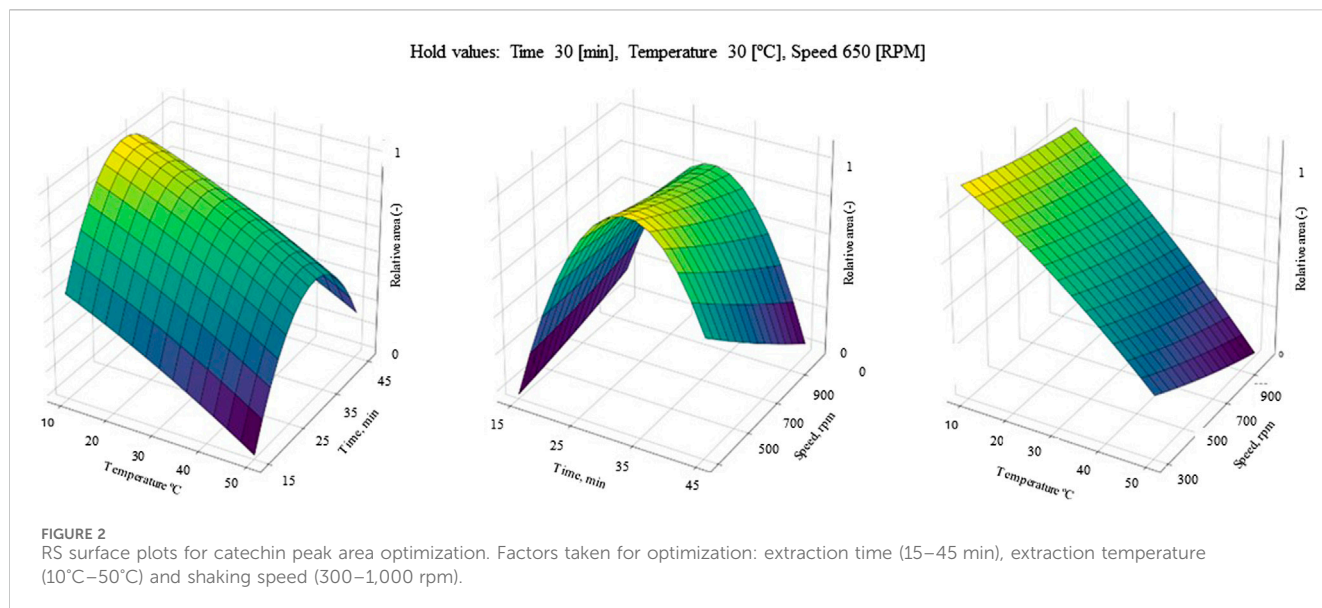 Hold values: Time 30 [min], Temperature 30 [°C], Speed 650 [RPM]
1
Relative area (-)
0
45
35
25
15
Time, min
10
20
30
40
50
Temperature °C
1
Relative area (-)
0
0
900
700
500
Speed, rpm
15
25
35
45
Time, min
1
Relative area (-)
0
900
700
500
300
Speed, rpm
10
20
30
40
50
Temperature °C
FIGURE 2
RS surface plots for catechin peak area optimization. Factors taken for optimization: extraction time (15–45 min), extraction temperature
(10°C–50°C) and shaking speed (300–1,000 rpm).